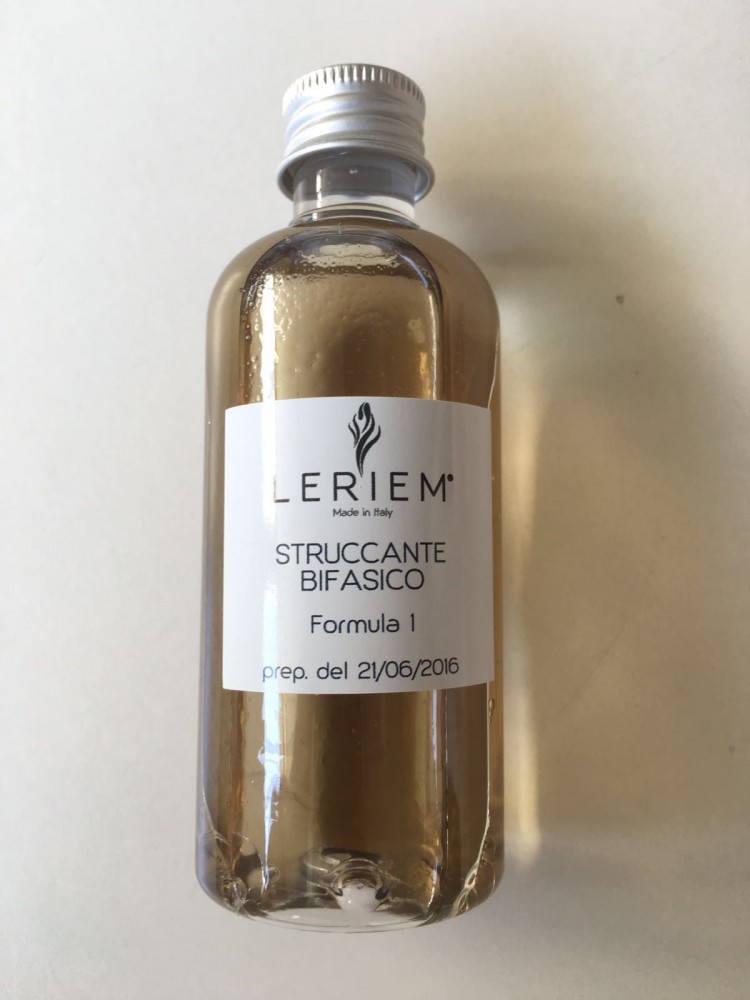 LERIEM
Made in Italy
STRUCCANTE
BIFASICO
Formula 1
prep. del 21/06/2016